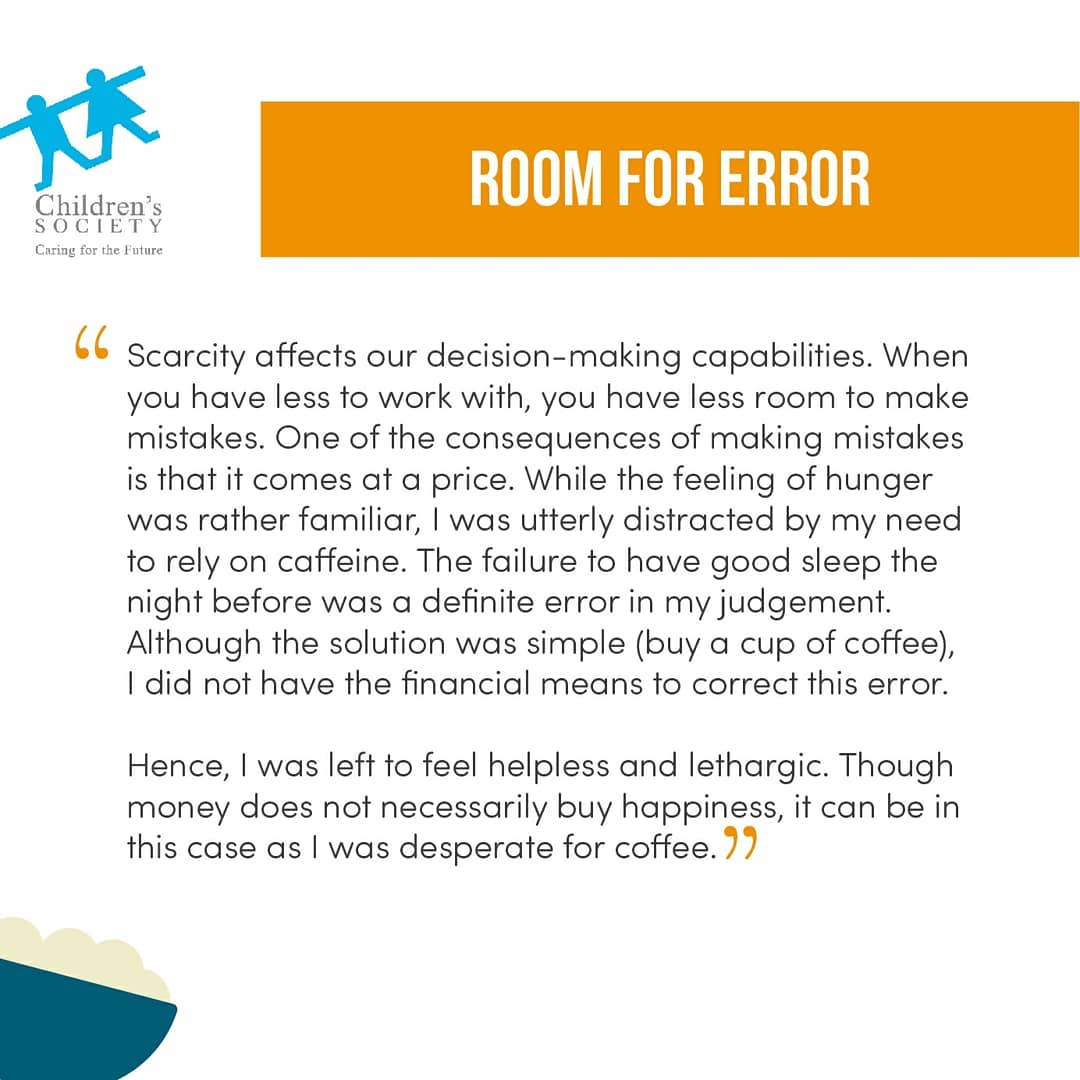 Children's
SOCIETY
Caring for the Future
ROOM FOR ERROR
“Scarcity affects our decision-making capabilities. When
you have less to work with, you have less room to make
mistakes. One of the consequences of making mistakes
is that it comes at a price. While the feeling of hunger
was rather familiar, I was utterly distracted by my need
to rely on caffeine. The failure to have good sleep the
night before was a definite error in my judgement.
Although the solution was simple (buy a cup of coffee),
I did not have the financial means to correct this error.
Hence, I was left to feel helpless and lethargic. Though
money does not necessarily buy happiness, it can be in
this case as I was desperate for coffee.”